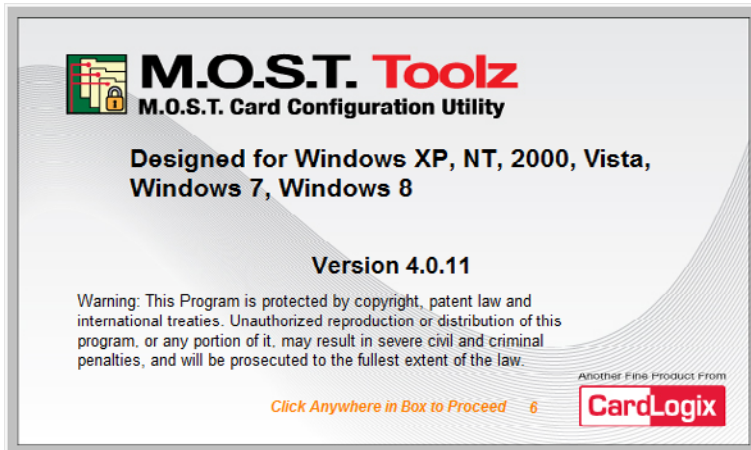 M.O.S.T. Toolz
M.O.S.T. Card Configuration Utility
Designed for Windows XP, NT, 2000, Vista,
Windows 7, Windows 8
Version 4.0.11
Warning: This Program is protected by copyright, patent law and
international treaties. Unauthorized reproduction or distribution of this
program, or any portion of it, may result in severe civil and criminal
penalties, and will be prosecuted to the fullest extent of the law.
Another Fine Product From
Click Anywhere in Box to Proceed 6
CardLogix